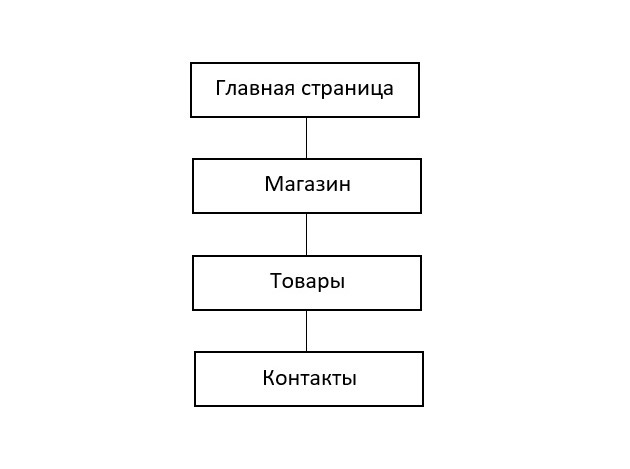 Главная страница
Магазин
Товары
Контакты